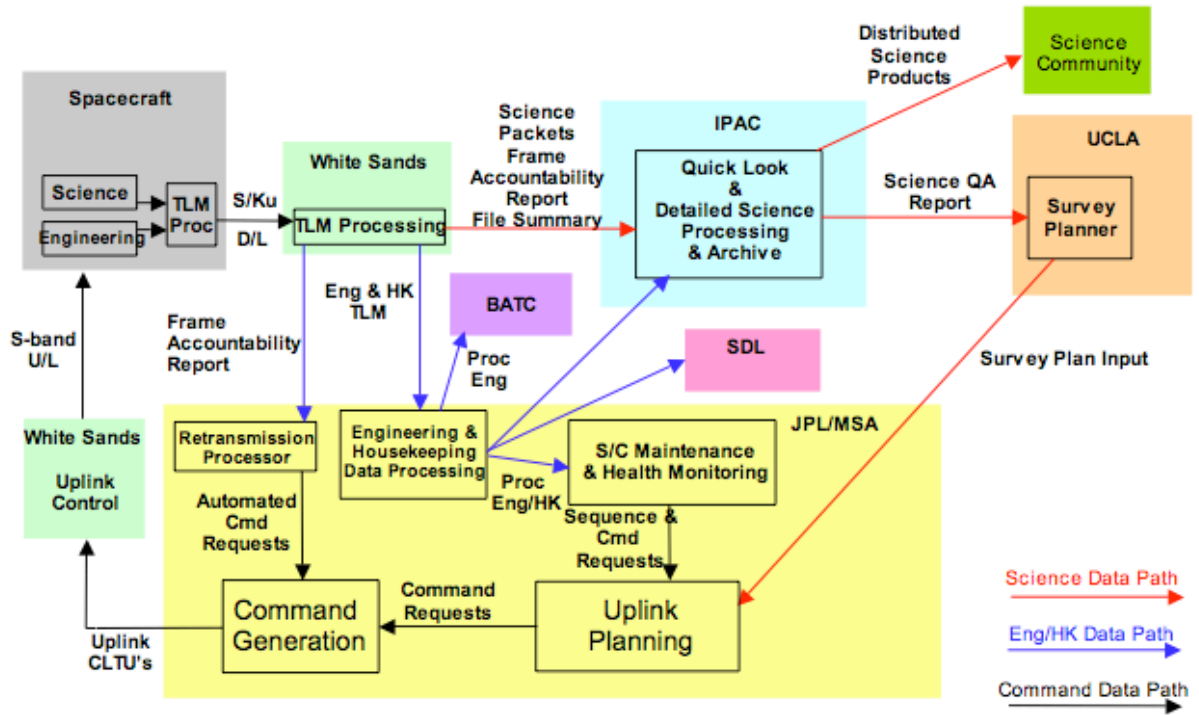 Spacecraft
Science
Engineering
TLM
Proc
S/Ku
D/L
White Sands
TLM Processing
Science
Packets
Frame
Accountability
Report
File Summary
IPAC
Quick Look
&
Detailed Science
Processing
& Archive
Distributed
Science
Products
Science
Community
UCLA
Science QA
Report
Survey
Planner
Survey Plan Input
S-band
U/L
Frame
Accountability
Report
Eng & HK
TLM
BATC
Proc
Eng
SDL
JPL/MSA
White Sands
Uplink
Control
Retransmission
Processor
Engineering &
Housekeeping
Data Processing
Proc
Eng/HK
S/C Maintenance
& Health Monitoring
Automated
Cmd
Requests
Sequence &
Cmd
Requests
Command
Generation
Command
Requests
Uplink
Planning
Uplink
CLTU's
Science Data Path
Eng/HK Data Path
Command Data Path